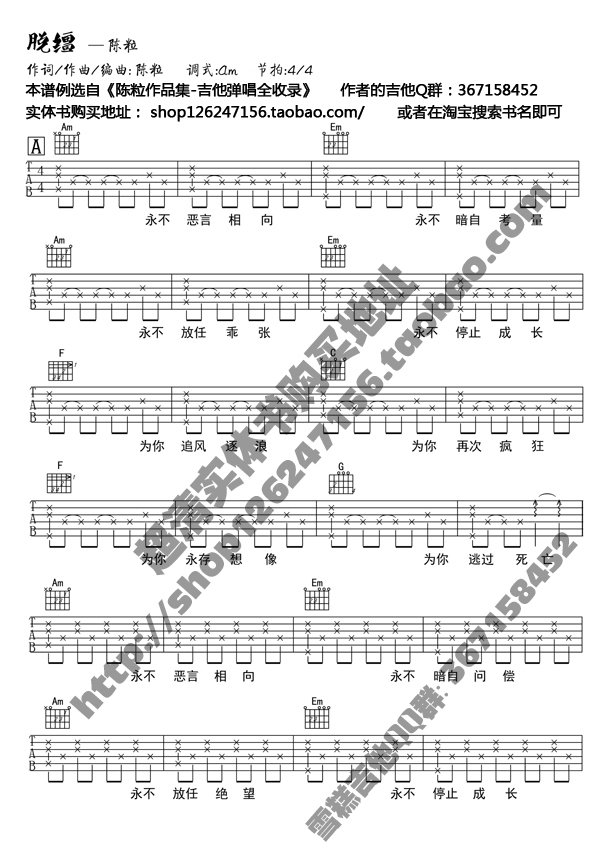 脱缰 —陈粒
作词/作曲/编曲:陈粒 调式:Am 节拍:4/4
本谱例选自《陈粒作品集-吉他弹唱全收录》 作者的吉他Q群：367158452
实体书购买地址： shop126247156.taobao.com/ 或者在淘宝搜索书名即可
A Am Em
T A B 4 4
永不 恶言 相 向 永不 暗自 考 量
Am Em
T A B
永不 放任 乖 张 永不 停止 成 长
F C
T A B
为你 追风 逐 浪 为你 再次 疯 狂
F G
T A B
为你 永存 想 像 为你 逃过 死 亡
Am Em Am Em
T A B
永不 恶言 相 向 永不 暗自 问 偿
Am Em
T A B
永不 放任 绝 望 永不 停止 成 长
超清实体书购买地址
http://shop126247156.taobao.com
雪糕吉他QQ群: 367158452